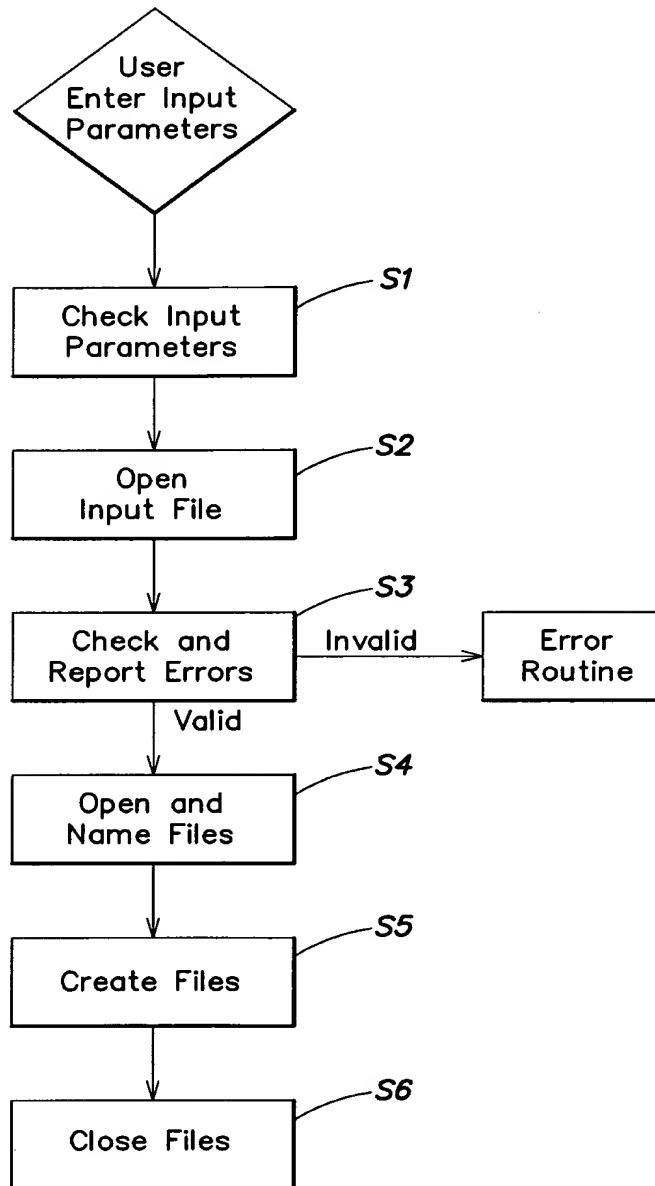 User
Enter Input
Parameters
S1
Check Input
Parameters
S2
Open
Input File
S3
Check and
Report Errors
Invalid
Error
Routine
Valid
S4
Open and
Name Files
S5
Create Files
S6
Close Files